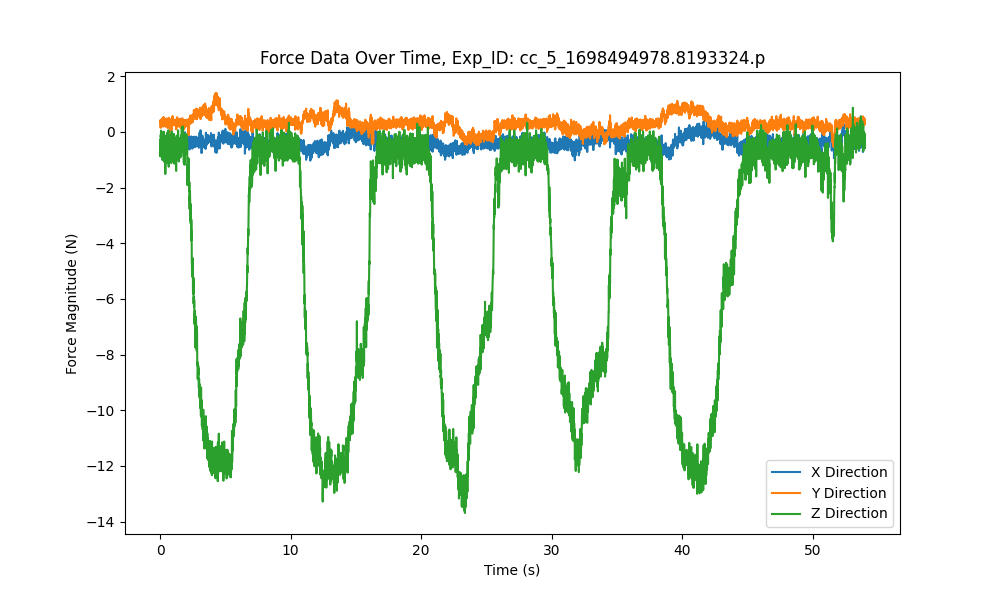 Force Data Over Time, Exp_ID: cc_5_1698494978.8193324.p
2
0
−2
−4
−6
−8
−10
−12
−14
Force Magnitude (N)
0 10 20 30 40 50
Time (s)
X Direction
Y Direction
Z Direction